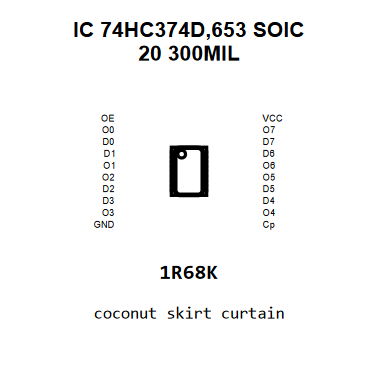 IC 74HC374D,653 SOIC
20 300MIL
OE VCC
O0 O7
D0 D7
D1 D6
O1 O6
O2 O5
D2 D5
D3 D4
O3 O4
GND Cp
1R68K
coconut skirt curtain